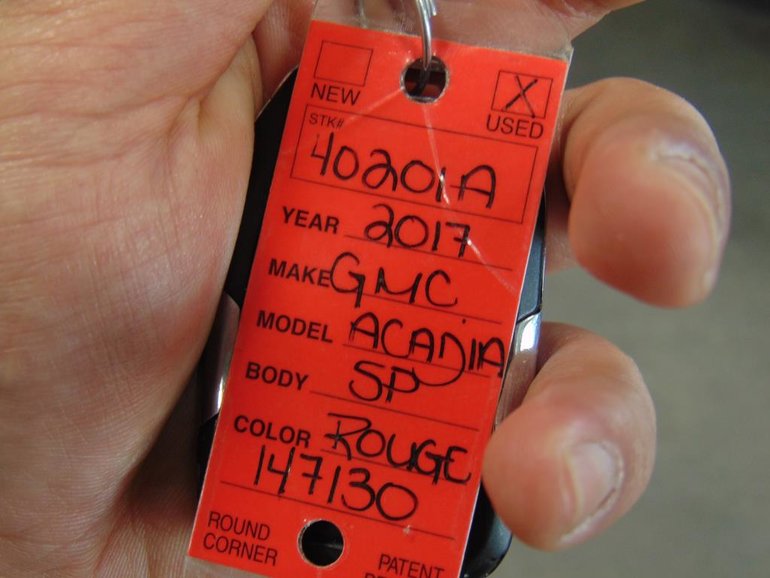 NEW X USED
STK#
40201A
YEAR 2017
MAKE GMC
MODEL ACADIA
BODY SP
COLOR ROUGE
147130
ROUND
CORNER
PATENT